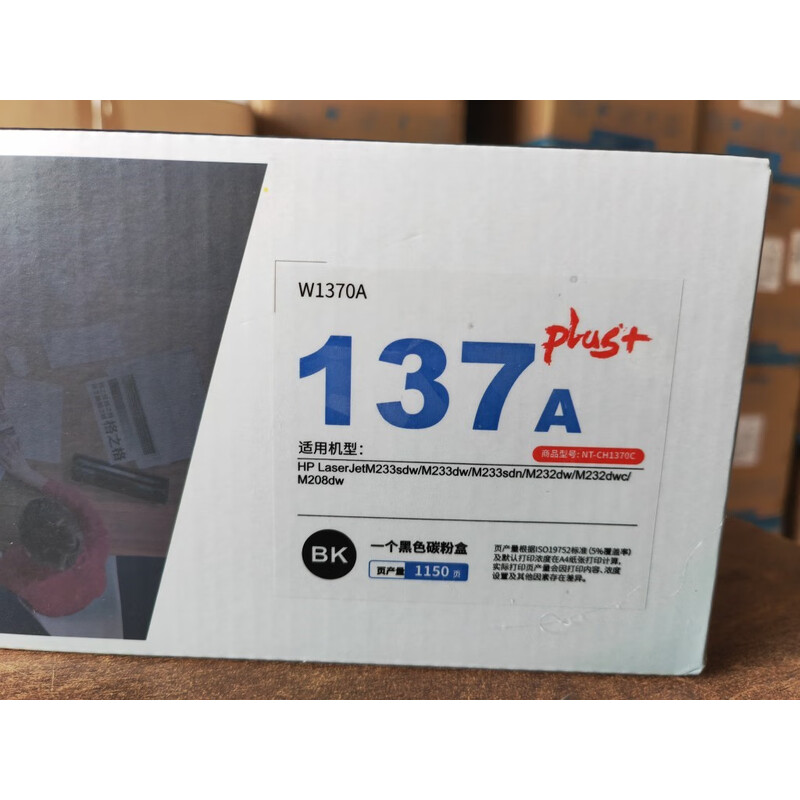 W1370A
137A plus+
适用机型：
商品型号: NT-CH1370C
HP LaserJetM233sdw/M233dw/M233sdn/M232dw/M232dwc/
M208dw
BK
一个黑色碳粉盒
页产量 1150 页
页产量根据ISO19752标准 (5%覆盖率)
及默认打印浓度在A4纸张打印计算。
实际打印页产量会因打印内容、浓度
设置及其他因素存在差异。
格之格